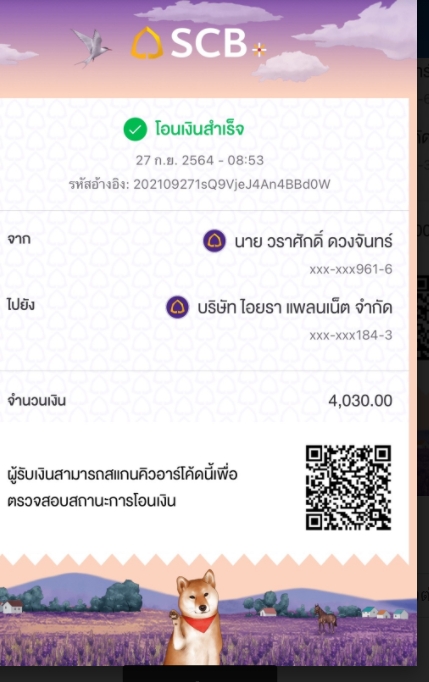 SCB
โอนเงินสำเร็จ
27 ก.ย. 2564 - 08:53
รหัสอ้างอิง: 202109271sQ9VjeJ4An4BBd0W
จาก
นาย วราศักดิ์ ดวงจันทร์
xxx-xxx961-6
ไปยัง
บริษัท ไอยรา แพลนเน็ต จำกัด
xxx-xxx184-3
จำนวนเงิน
4,030.00
ผู้รับเงินสามารถสแกนคิวอาร์โค้ดนี้เพื่อ
ตรวจสอบสถานะการโอนเงิน